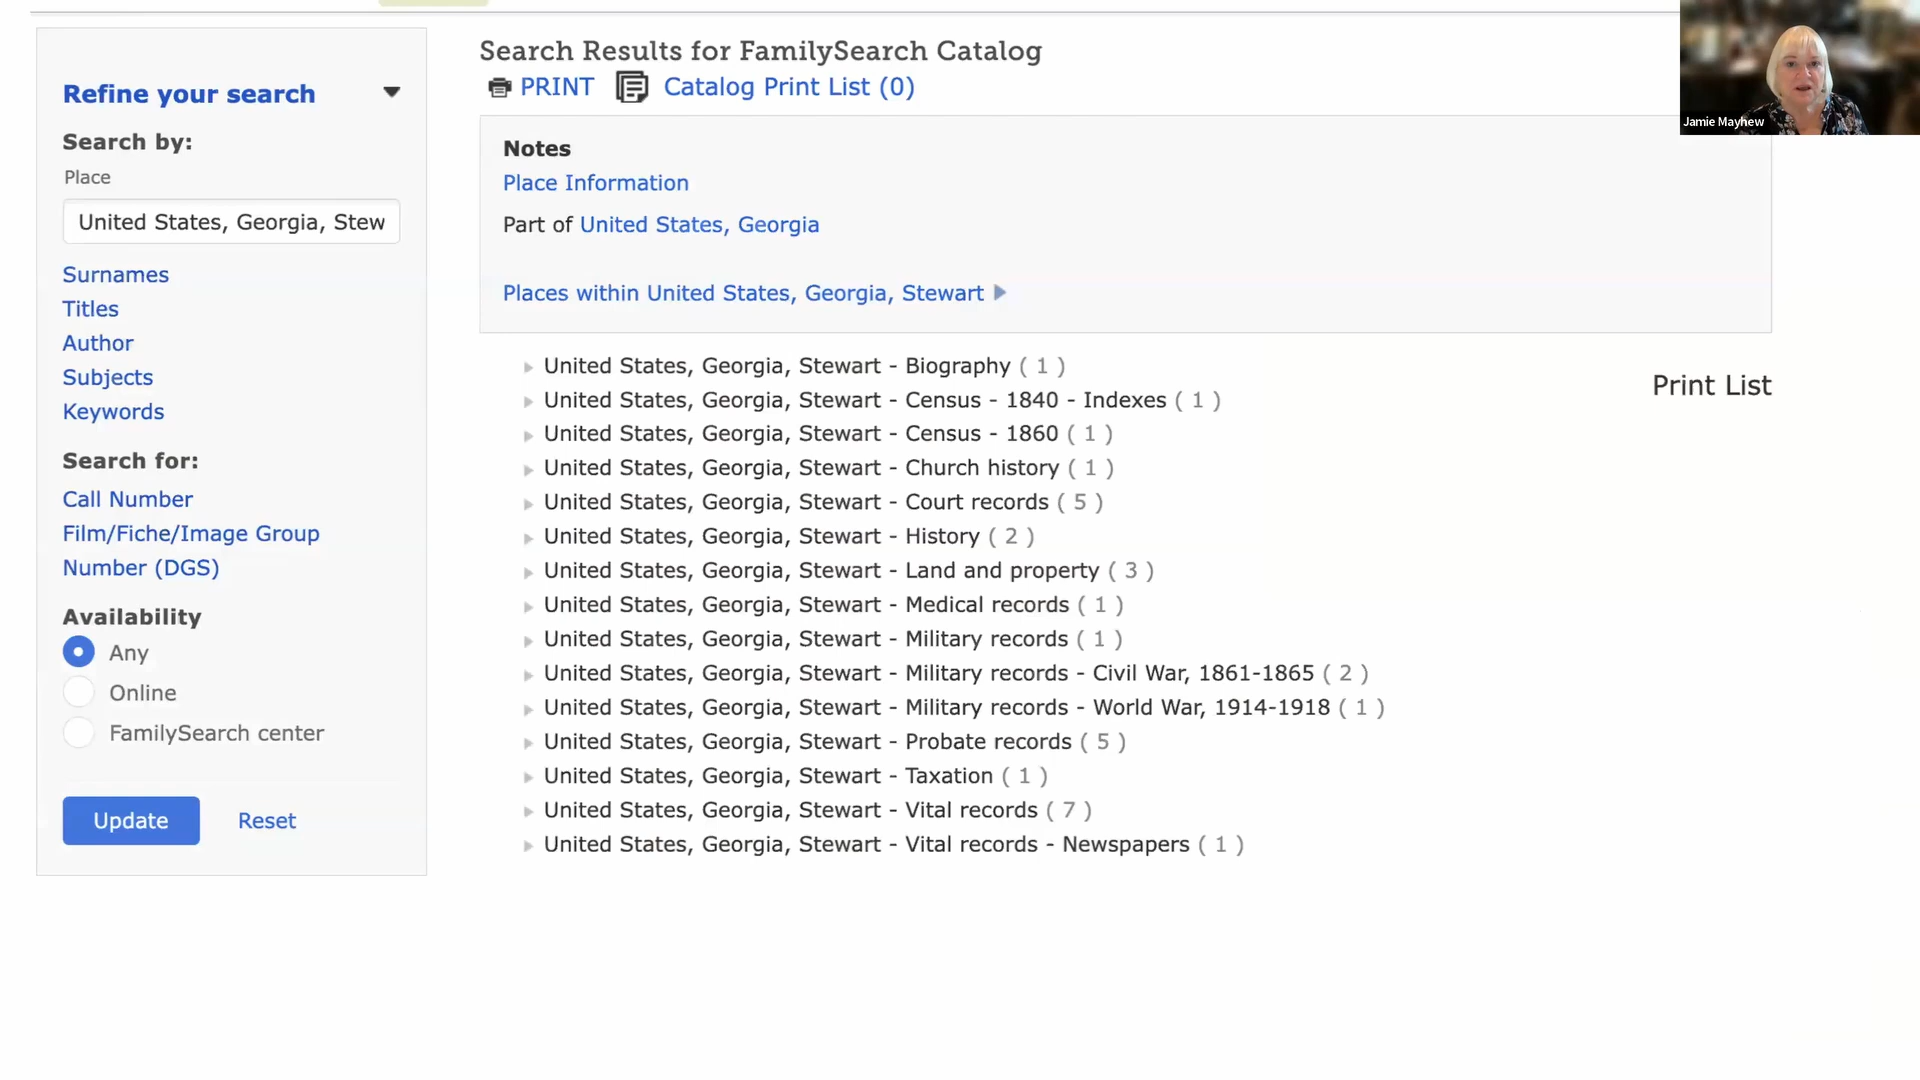 Refine your search
Search by:
Place
United States, Georgia, Stew
Surnames
Titles
Author
Subjects
Keywords
Search for:
Call Number
Film/Fiche/Image Group
Number (DGS)
Availability
Any
Online
FamilySearch center
Update
Reset
Search Results for FamilySearch Catalog
PRINT
Catalog Print List (0)
Notes
Place Information
Part of United States, Georgia
Places within United States, Georgia, Stewart
United States, Georgia, Stewart - Biography ( 1 )
United States, Georgia, Stewart - Census - 1840 - Indexes ( 1 )
United States, Georgia, Stewart - Census - 1860 ( 1 )
United States, Georgia, Stewart - Church history ( 1 )
United States, Georgia, Stewart - Court records ( 5 )
United States, Georgia, Stewart - History ( 2 )
United States, Georgia, Stewart - Land and property ( 3 )
United States, Georgia, Stewart - Medical records ( 1 )
United States, Georgia, Stewart - Military records ( 1 )
United States, Georgia, Stewart - Military records - Civil War, 1861-1865 ( 2 )
United States, Georgia, Stewart - Military records - World War, 1914-1918 ( 1 )
United States, Georgia, Stewart - Probate records ( 5 )
United States, Georgia, Stewart - Taxation ( 1 )
United States, Georgia, Stewart - Vital records ( 7 )
United States, Georgia, Stewart - Vital records - Newspapers ( 1 )
Print List
Jamie Mayhew